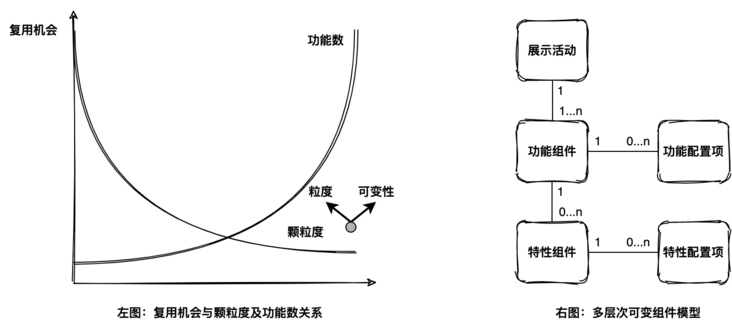 复用机会
功能数
粒度
可变性
颗粒度
左图：复用机会与颗粒度及功能数关系
展示活动
1
1...n
功能组件
1
0...n
功能配置项
1
0...n
特性组件
1
0...n
特性配置项
右图：多层次可变组件模型